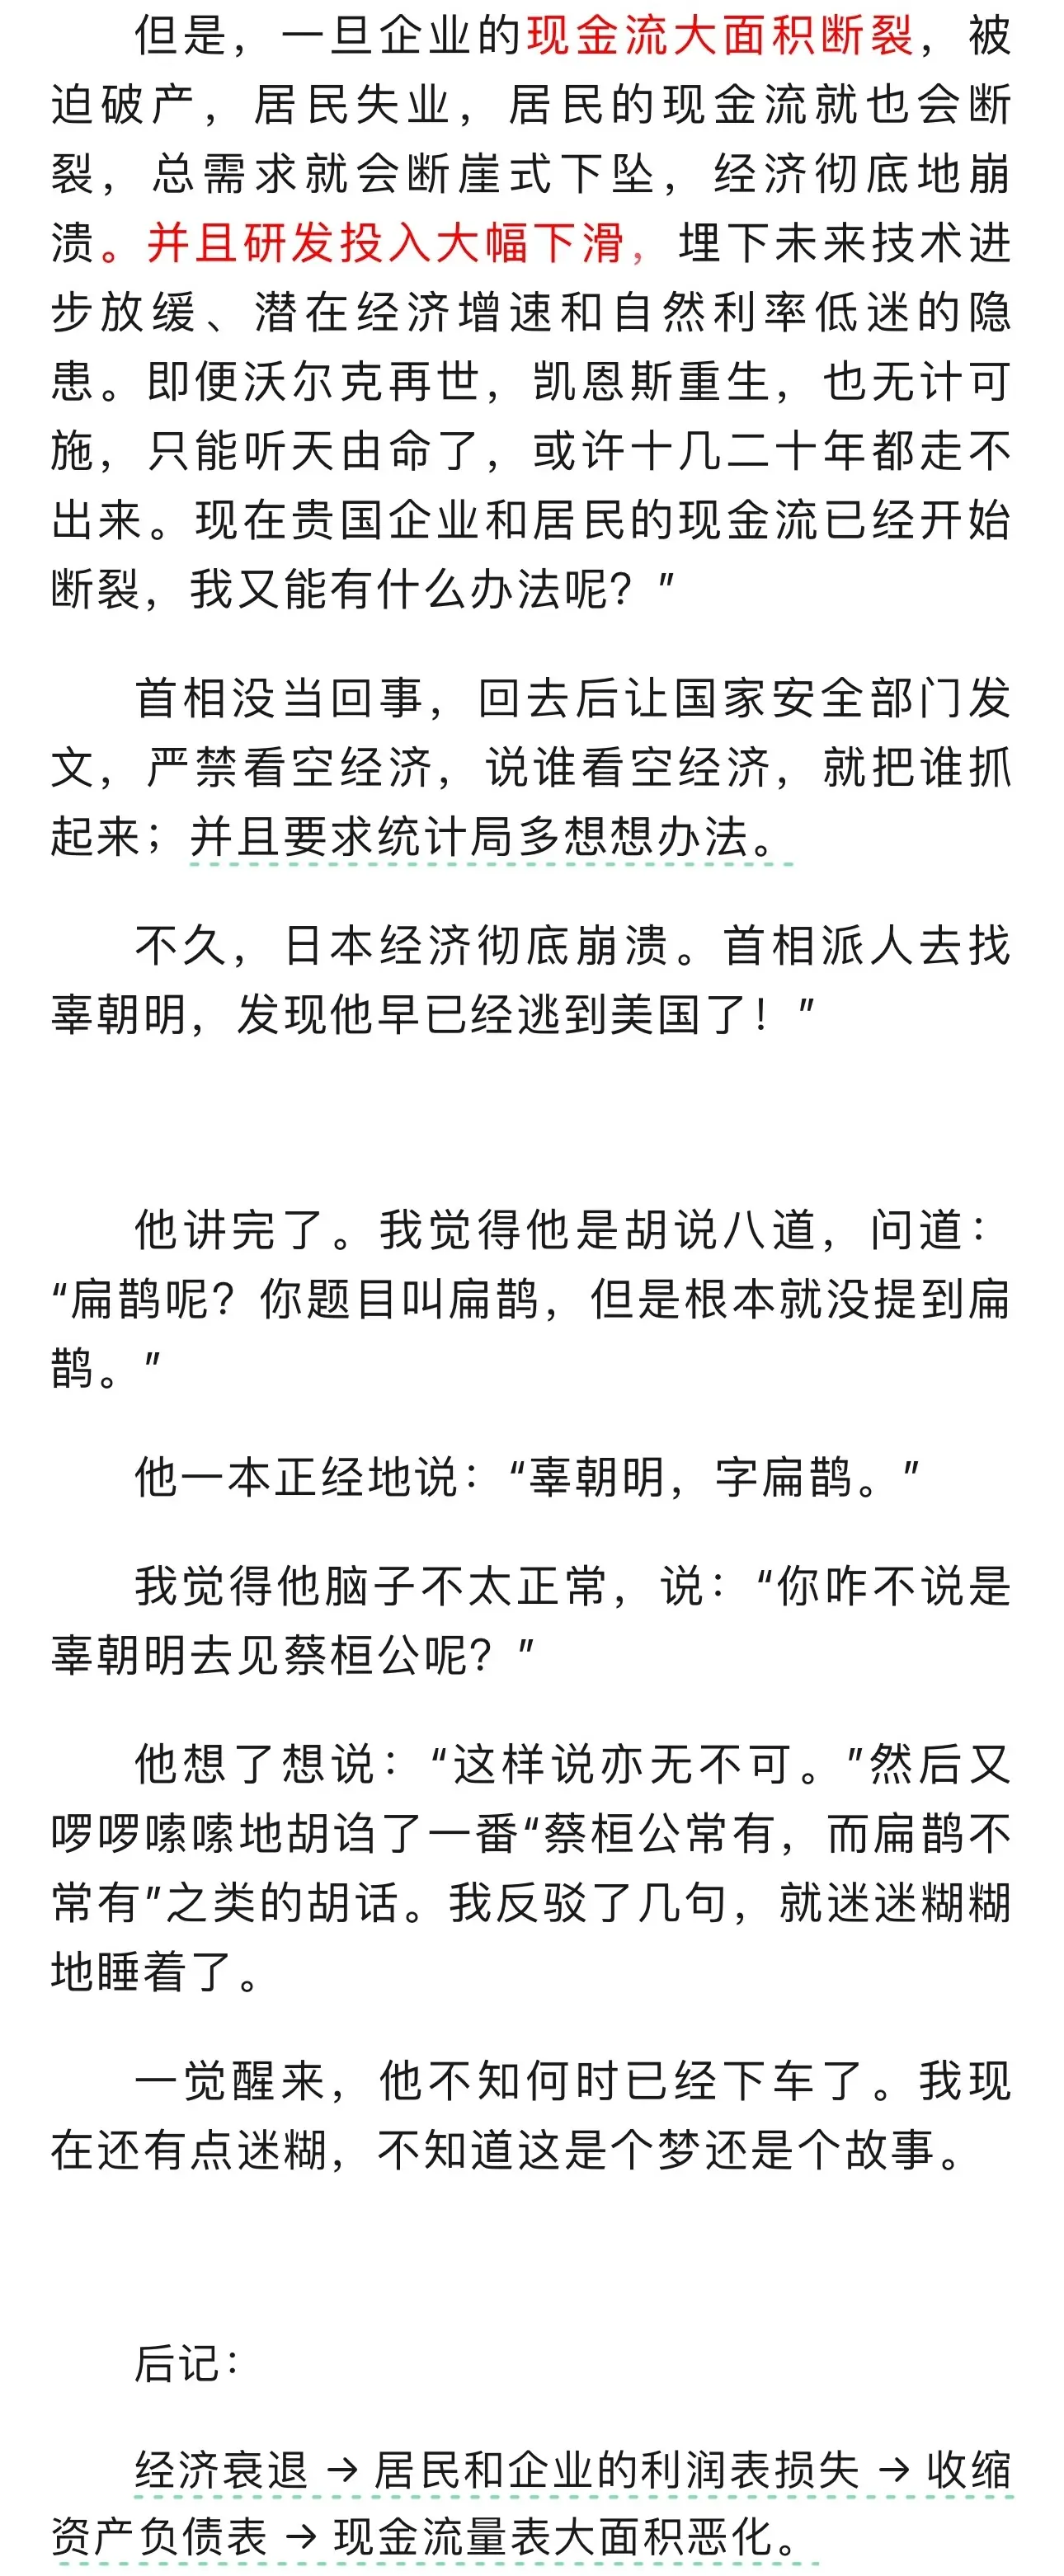 但是，一旦企业的现金流大面积断裂，被
迫破产，居民失业，居民的现金流就也会断
裂，总需求就会断崖式下坠，经济彻底地崩
溃。并且研发投入大幅下滑，埋下未来技术进
步放缓、潜在经济增速和自然利率低迷的隐
患。即便沃尔克再世，凯恩斯重生，也无计可
施，只能听天由命了，或许十几二十年都走不
出来。现在贵国企业和居民的现金流已经开始
断裂，我又能有什么办法呢？”
首相没当回事，回去后让国家安全部门发
文，严禁看空经济，说谁看空经济，就把谁抓
起来；并且要求统计局多想想办法。
不久，日本经济彻底崩溃。首相派人去找
辜朝明，发现他早已经逃到美国了！”
他讲完了。我觉得他是胡说八道，问道：
“扁鹊呢？你题目叫扁鹊，但是根本就没提到扁
鹊。”
他一本正经地说：“辜朝明，字扁鹊。”
我觉得他脑子不太正常，说：“你咋不说是
辜朝明去见蔡桓公呢？”
他想了想说：“这样说亦无不可。”然后又
啰啰嗦嗦地胡诌了一番“蔡桓公常有，而扁鹊不
常有”之类的胡话。我反驳了几句，就迷迷糊糊
地睡着了。
一觉醒来，他不知何时已经下车了。我现
在还有点迷糊，不知道这是个梦还是个故事。
后记：
经济衰退 → 居民和企业的利润表损失 → 收缩
资产负债表 → 现金流量表大面积恶化。